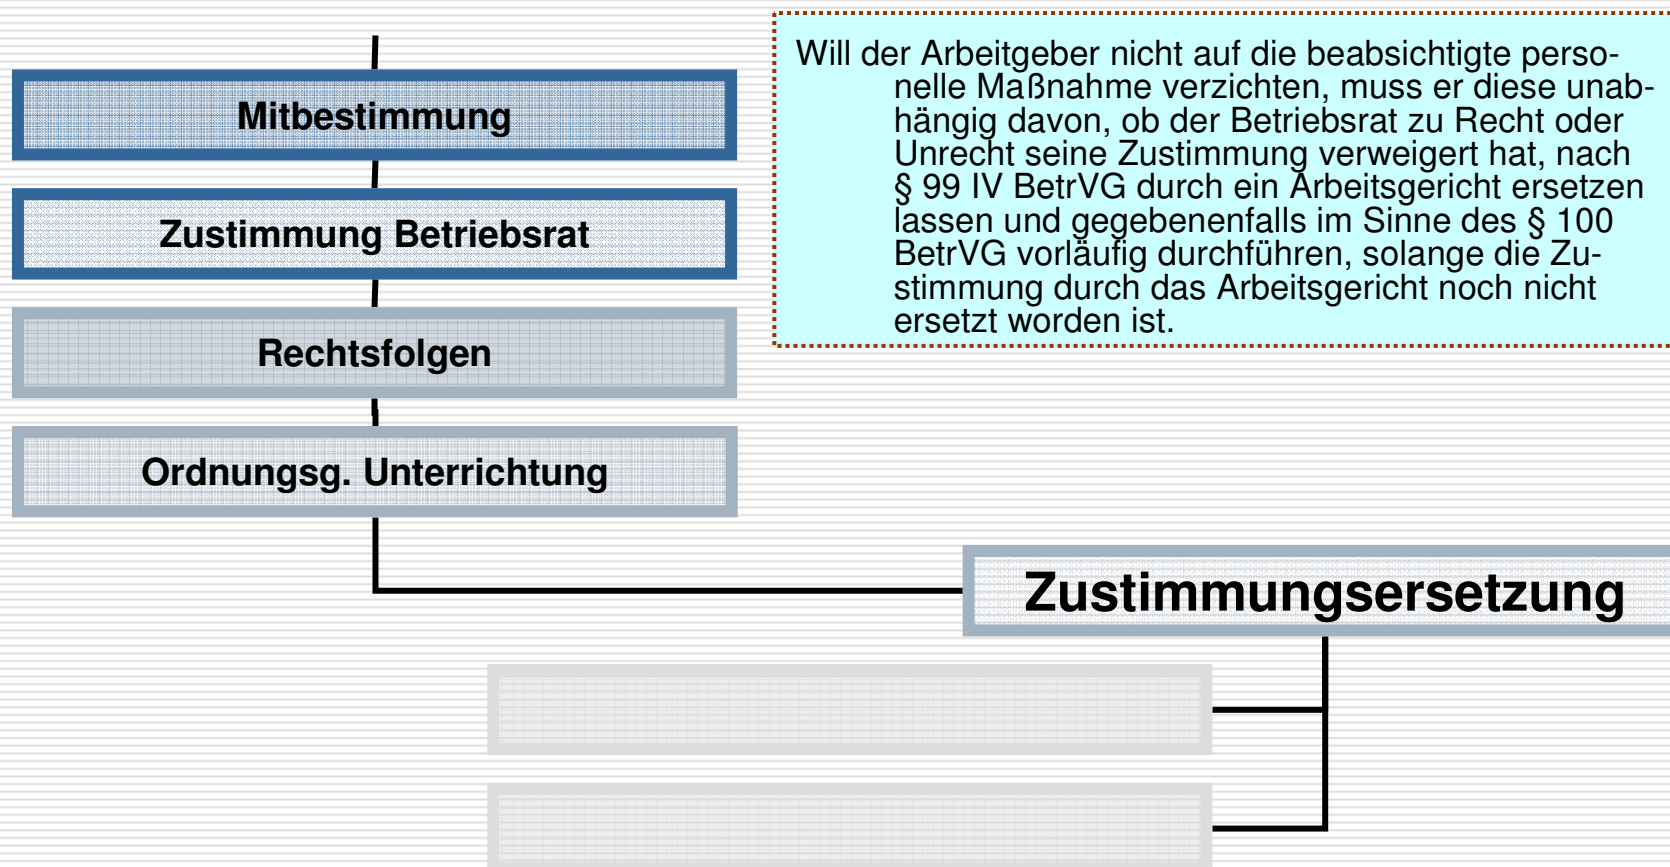 Mitbestimmung
Zustimmung Betriebsrat
Rechtsfolgen
Ordnungsg. Unterrichtung
Will der Arbeitgeber nicht auf die beabsichtigte perso-
nelle Maßnahme verzichten, muss er diese unab-
hängig davon, ob der Betriebsrat zu Recht oder
Unrecht seine Zustimmung verweigert hat, nach
§ 99 IV BetrVG durch ein Arbeitsgericht ersetzen
lassen und gegebenenfalls im Sinne des § 100
BetrVG vorläufig durchführen, solange die Zu-
stimmung durch das Arbeitsgericht noch nicht
ersetzt worden ist.
Zustimmungsersetzung